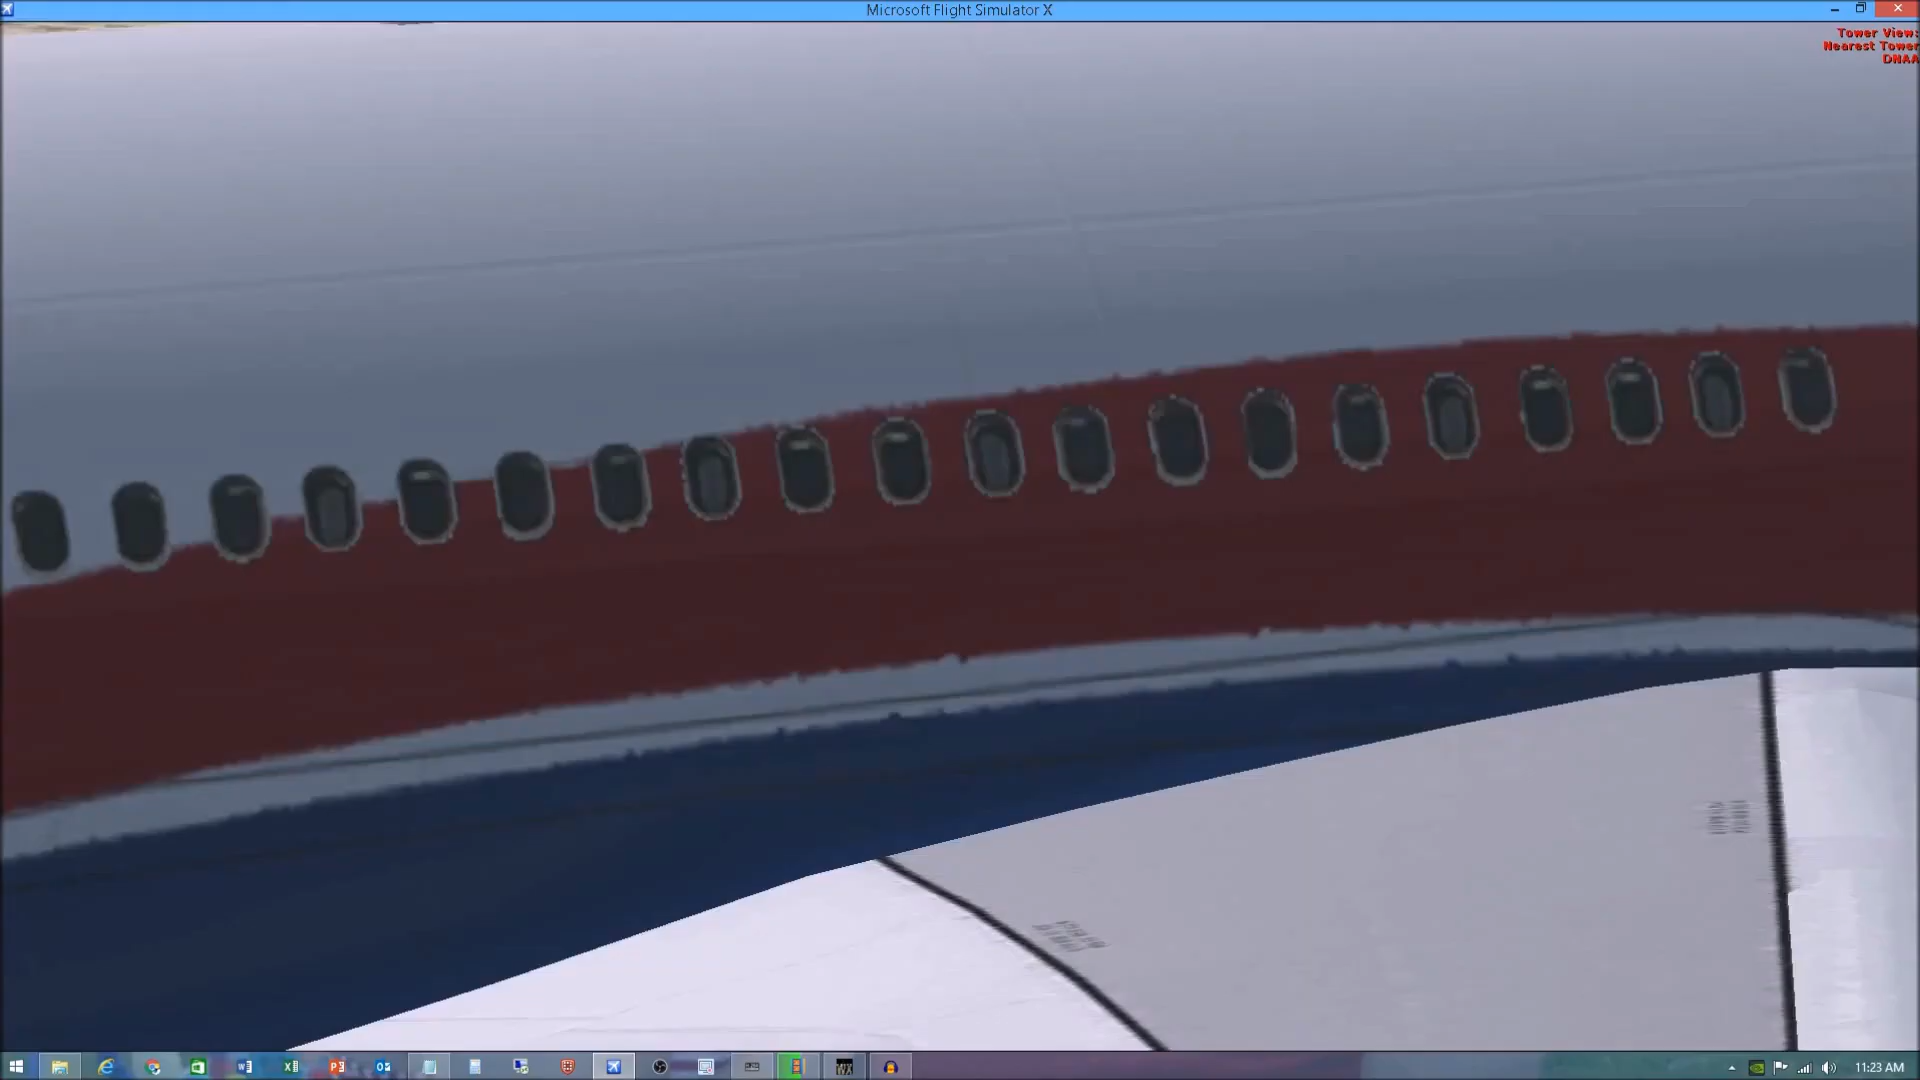 Microsoft Flight Simulator X
Tower View:
Nearest Tower
DNAA
11:23 AM